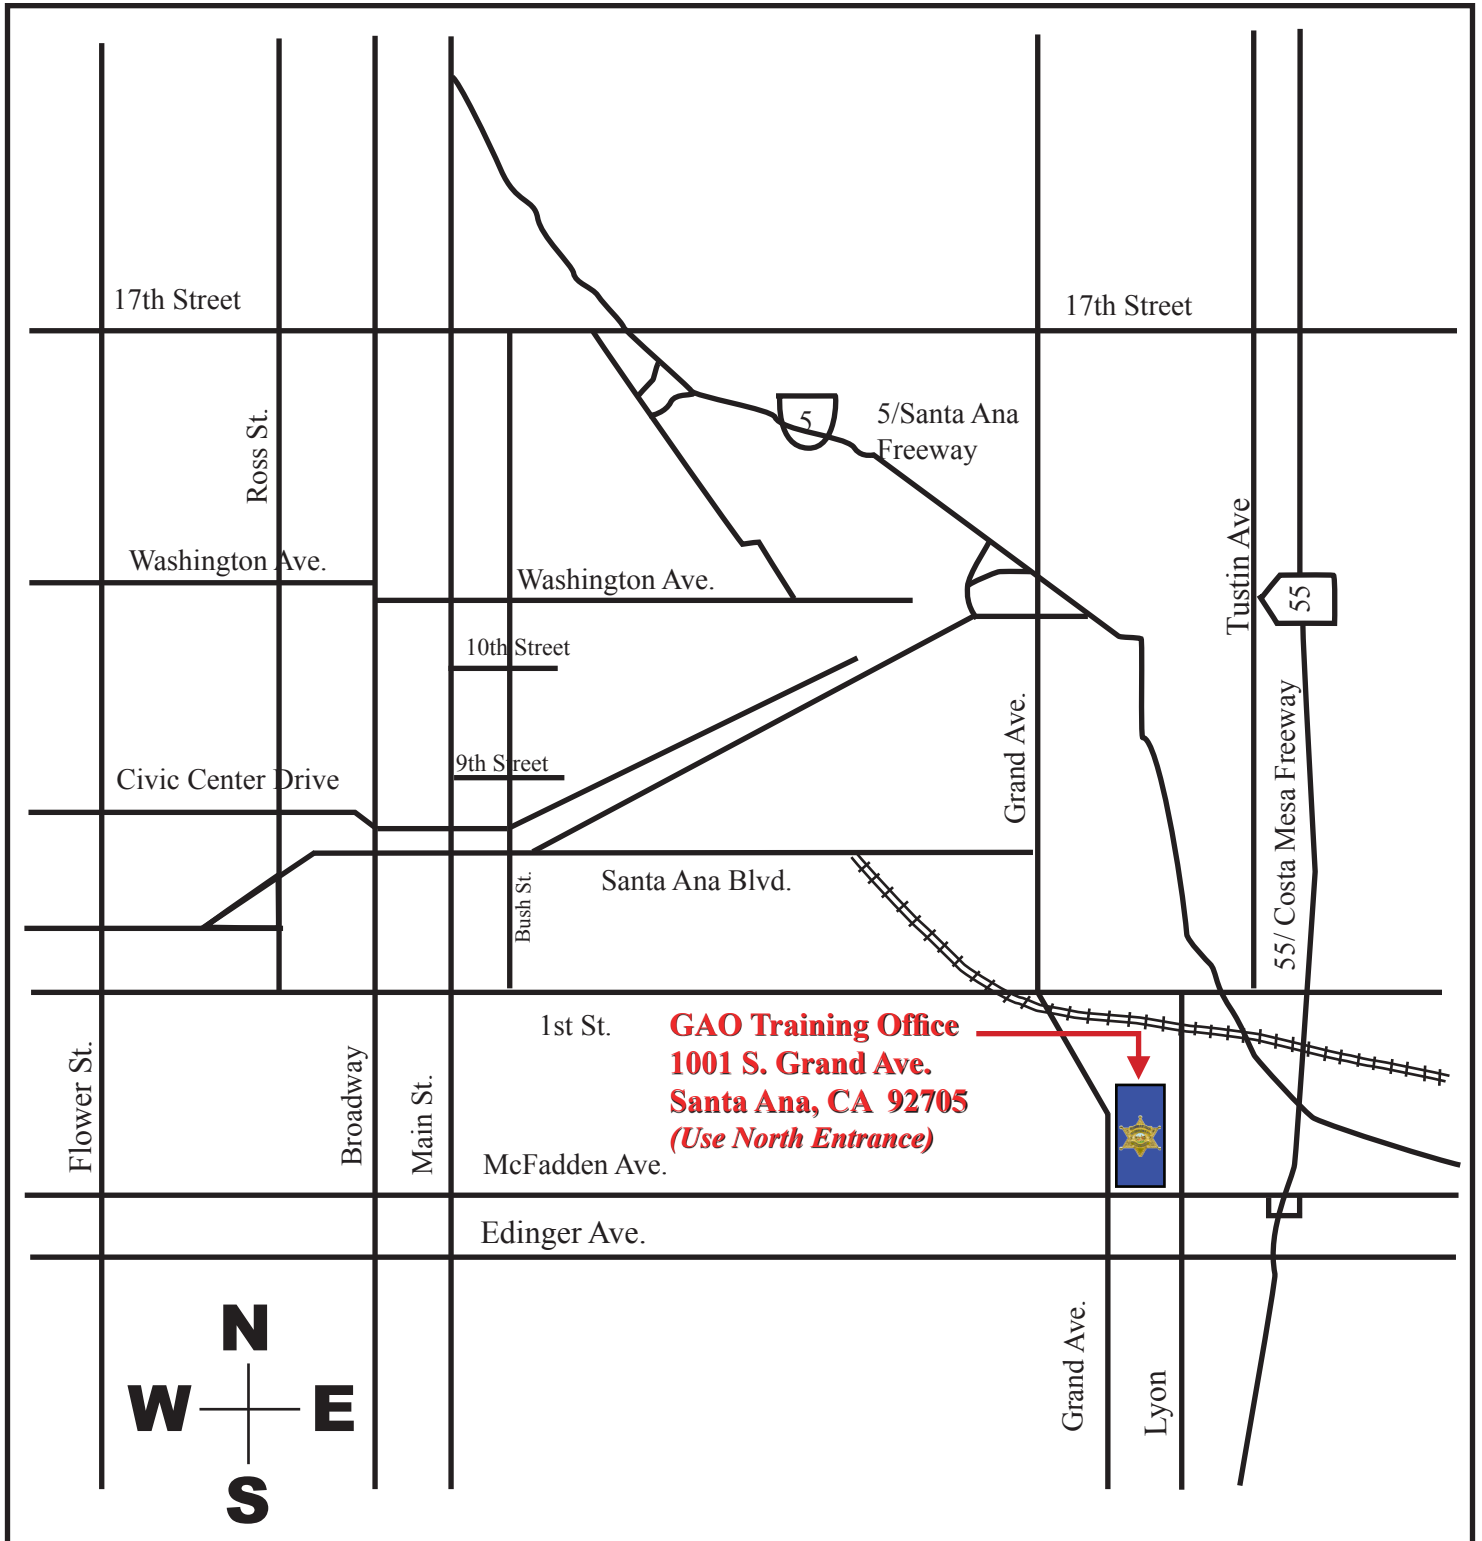 17th Street
17th Street
5
5/Santa Ana
Freeway
Ross St.
Washington Ave.
Washington Ave.
Tustin Ave
55
10th Street
Grand Ave.
55/ Costa Mesa Freeway
9th Street
Civic Center Drive
Santa Ana Blvd.
Bush St.
1st St.
GAO Training Office
1001 S. Grand Ave.
Santa Ana, CA 92705
(Use North Entrance)
Flower St.
Broadway
Main St.
McFadden Ave.
Edinger Ave.
Grand Ave.
Lyon
N
W E
S